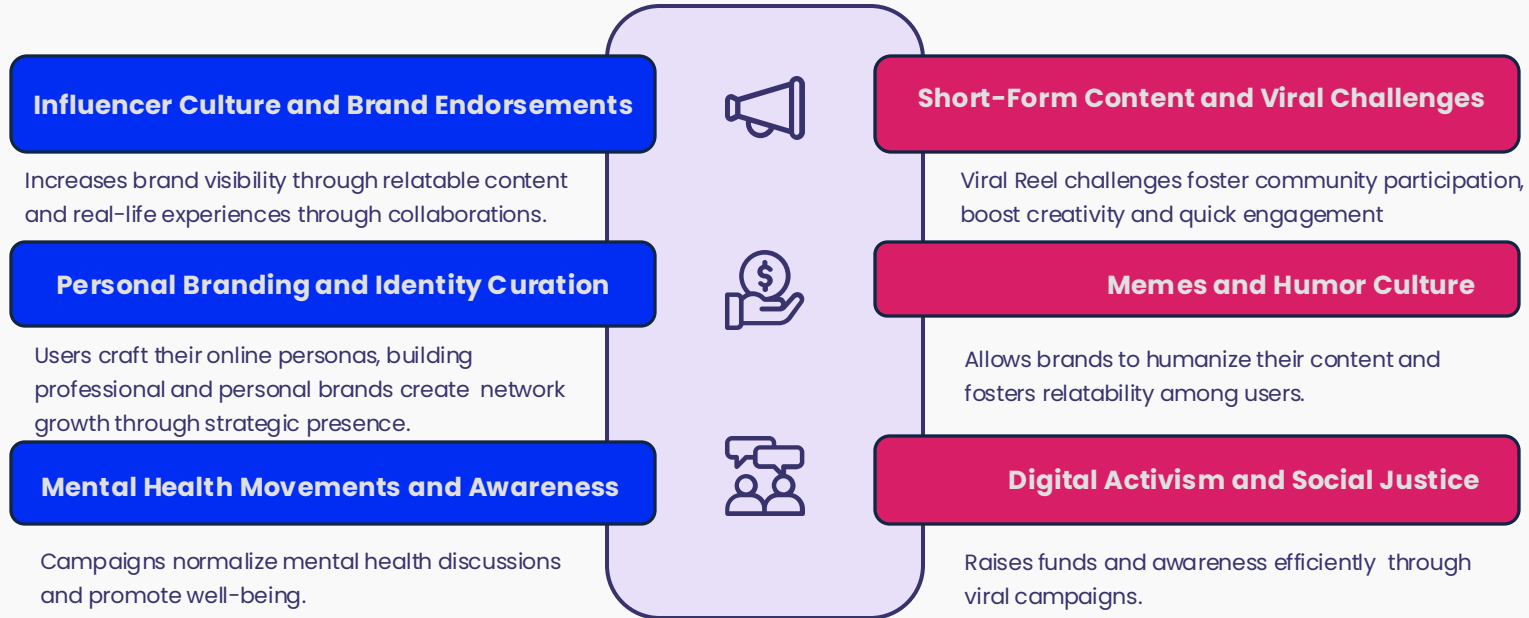 Influencer Culture and Brand Endorsements
Increases brand visibility through relatable content
and real-life experiences through collaborations.
Personal Branding and Identity Curation
Users craft their online personas, building
professional and personal brands create network
growth through strategic presence.
Mental Health Movements and Awareness
Campaigns normalize mental health discussions
and promote well-being.
Short-Form Content and Viral Challenges
Viral Reel challenges foster community participation,
boost creativity and quick engagement
Memes and Humor Culture
Allows brands to humanize their content and
fosters relatability among users.
Digital Activism and Social Justice
Raises funds and awareness efficiently through
viral campaigns.
$